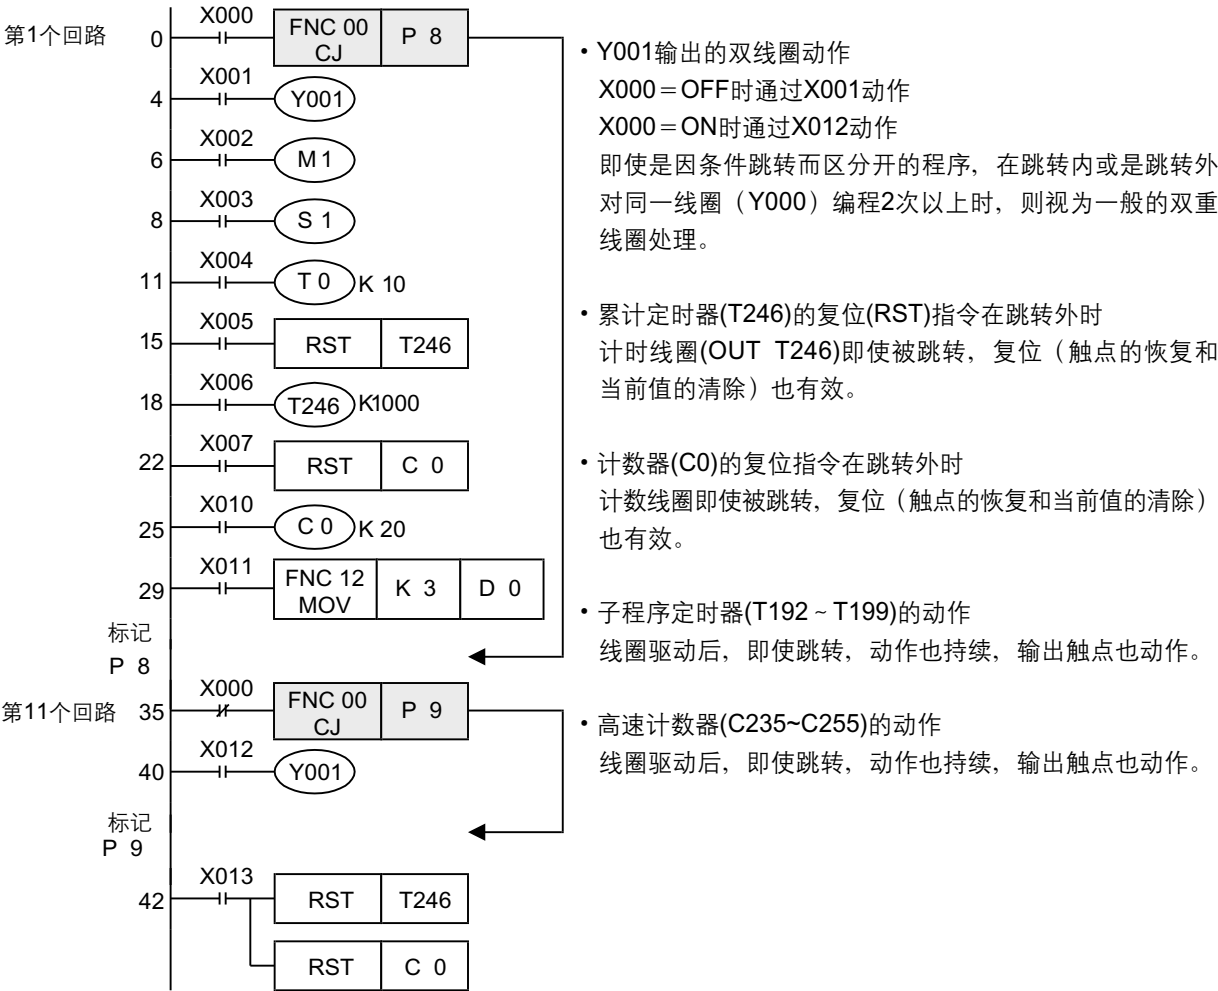 X000
第1个回路 0 FNC 00 CJ P 8
X001
4 Y001
X002
6 M 1
X003
8 S 1
X004
11 T 0 K 10
X005
15 RST T246
X006
18 T246 K1000
X007
22 RST C 0
X010
25 C 0 K 20
X011
29 FNC 12 MOV K 3 D 0
标记
P 8
X000
第11个回路 35 FNC 00 CJ P 9
X012
40 Y001
标记
P 9
X013
42 RST T246
RST C 0
・Y001输出的双线圈动作
X000＝OFF时通过X001动作
X000＝ON时通过X012动作
即使是因条件跳转而区分开的程序，在跳转内或是跳转外
对同一线圈（Y000）编程2次以上时，则视为一般的双重
线圈处理。
・累计定时器(T246)的复位(RST)指令在跳转外时
计时线圈(OUT T246)即使被跳转，复位（触点的恢复和
当前值的清除）也有效。
・计数器(C0)的复位指令在跳转外时
计数线圈即使被跳转，复位（触点的恢复和当前值的清除）
也有效。
・子程序定时器(T192～T199)的动作
线圈驱动后，即使跳转，动作也持续，输出触点也动作。
・高速计数器(C235~C255)的动作
线圈驱动后，即使跳转，动作也持续，输出触点也动作。